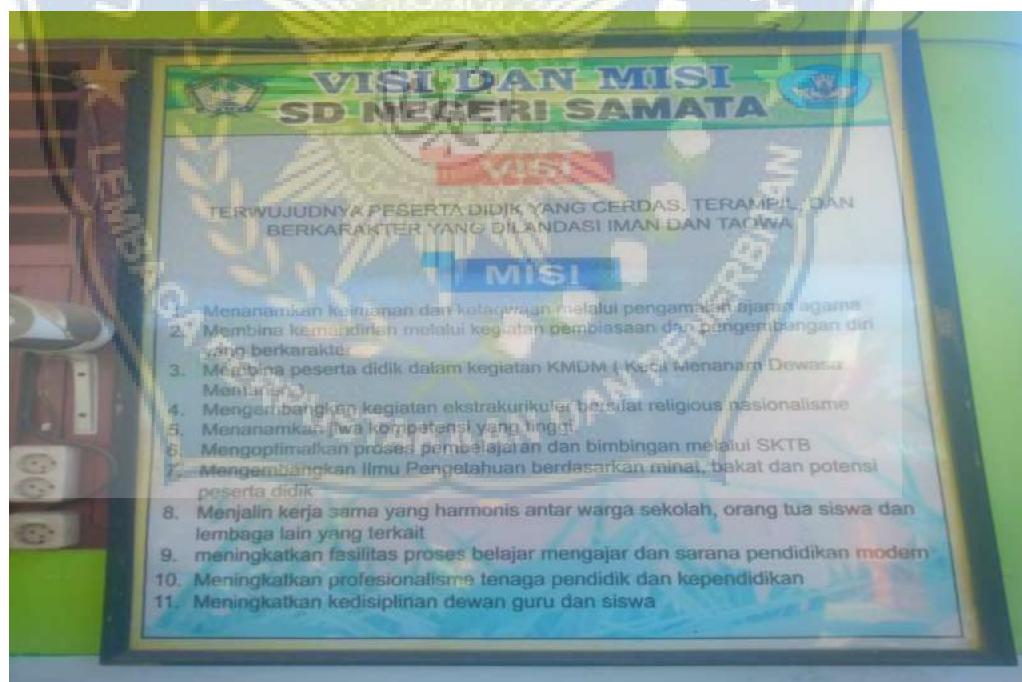 VISI DAN MISI
SD NEGERI SAMATA
VISI
TERWUJUDNYA PESERTA DIDIK YANG CERDAS, TERAMPIL, DAN
BERKARAKTER YANG DILANDASI IMAN DAN TAQWA
MISI
1. Menanamkan keimanan dan ketaqwaan melalui pengamalan ajaran agama
2. Membina kemandirian melalui kegiatan pembiasaan dan pengembangan diri
yang berkarakter
3. Membina peserta didik dalam kegiatan KMDM ( Kecil Menanam Dewasa
4. Mengembangkan kegiatan ekstrakurikuler bersifat religious nasionalisme
5. Menanamkan jiwa kompetensi yang tinggi
6. Mengoptimalkan proses pembelajaran dan bimbingan melalui SKTB
7. Mengembangkan Ilmu Pengetahuan berdasarkan minat, bakat dan potensi
peserta didik
8. Menjalin kerja sama yang harmonis antar warga sekolah, orang tua siswa dan
lembaga lain yang terkait
9. meningkatkan fasilitas proses belajar mengajar dan sarana pendidikan modern
10. Meningkatkan profesionalisme tenaga pendidik dan kependidikan
11. Meningkatkan kedisiplinan dewan guru dan siswa
LEMBAGA PERPUSTAKAAN DAN PENERBITAN